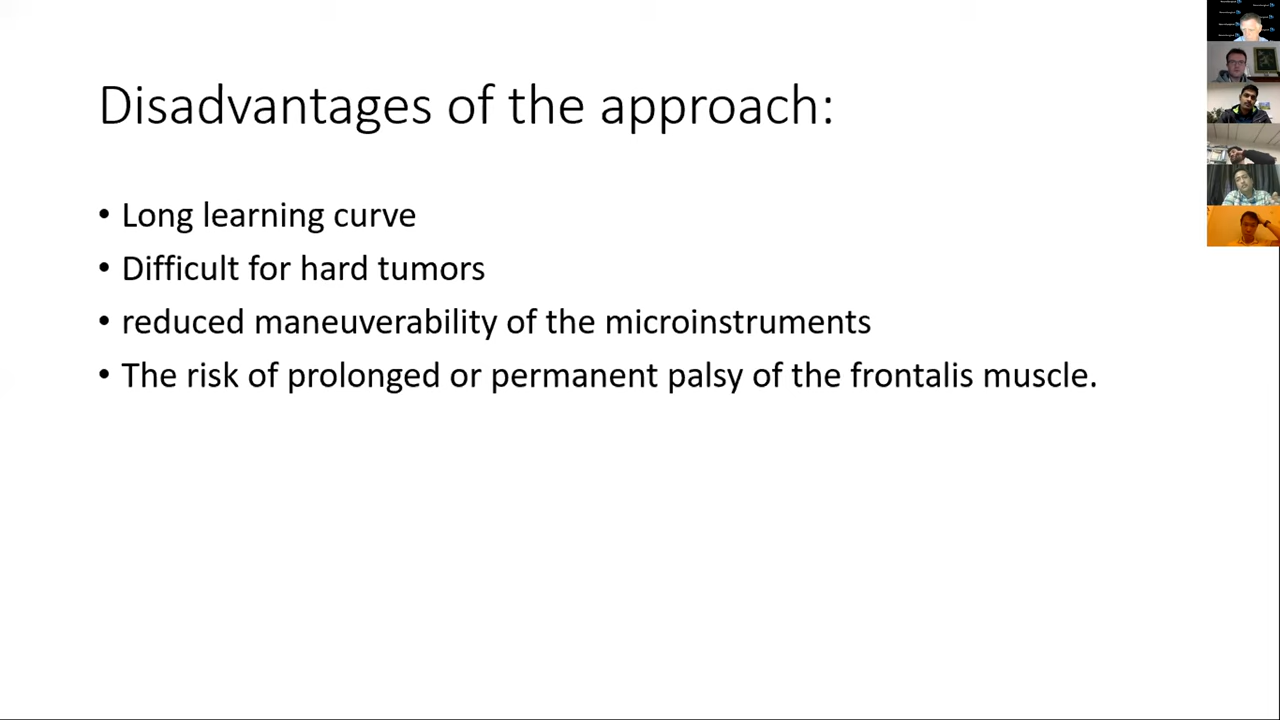 Disadvantages of the approach:
• Long learning curve
• Difficult for hard tumors
• reduced maneuverability of the microinstruments
• The risk of prolonged or permanent palsy of the frontalis muscle.